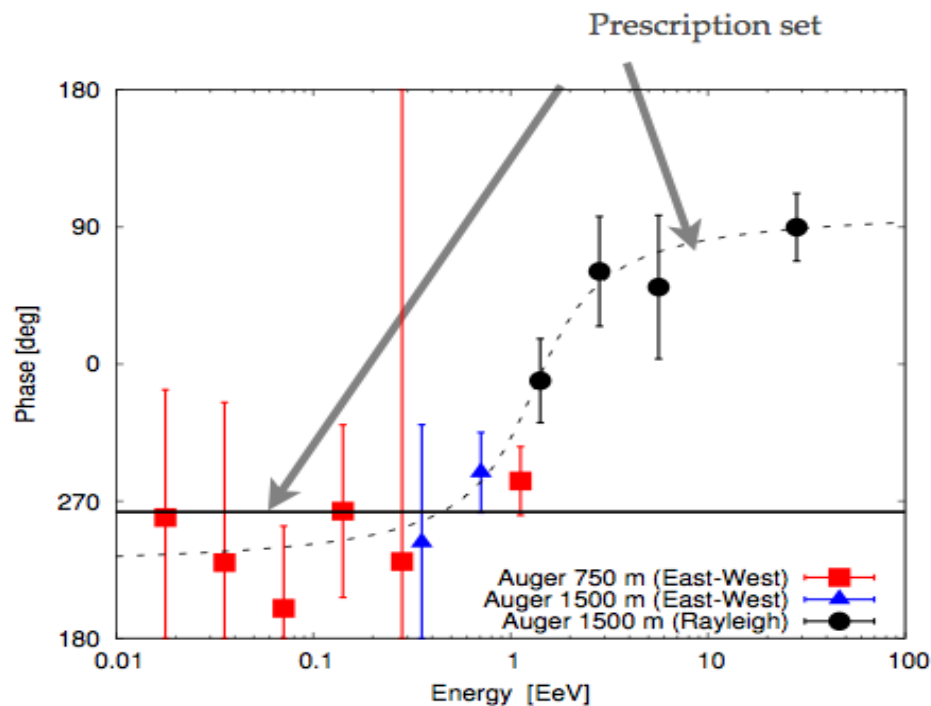 Prescription set
180
90
0
270
180
Phase [deg]
0.01
0.1
1
10
100
Energy [EeV]
Auger 750 m (East-West)
Auger 1500 m (East-West)
Auger 1500 m (Rayleigh)